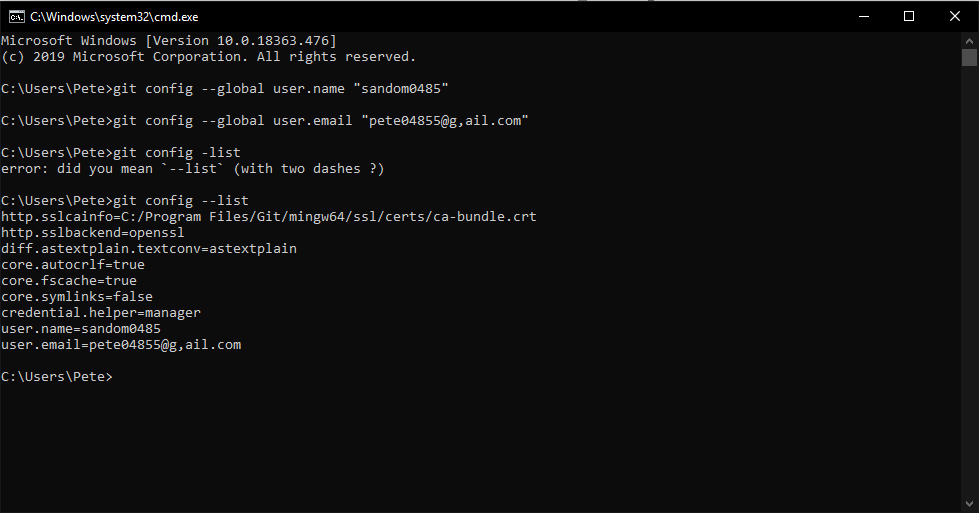 C:\Windows\system32\cmd.exe
Microsoft Windows [Version 10.0.18363.476]
(c) 2019 Microsoft Corporation. All rights reserved.
C:\Users\Pete>git config --global user.name "sandom0485"
C:\Users\Pete>git config --global user.email "pete04855@g,ail.com"
C:\Users\Pete>git config -list
error: did you mean `--list` (with two dashes ?)
C:\Users\Pete>git config --list
http.sslcainfo=C:/Program Files/Git/mingw64/ssl/certs/ca-bundle.crt
http.sslbackend=openssl
diff.astextplain.textconv=astextplain
core.autocrlf=true
core.fscache=true
core.symlinks=false
credential.helper=manager
user.name=sandom0485
user.email=pete04855@g,ail.com
C:\Users\Pete>